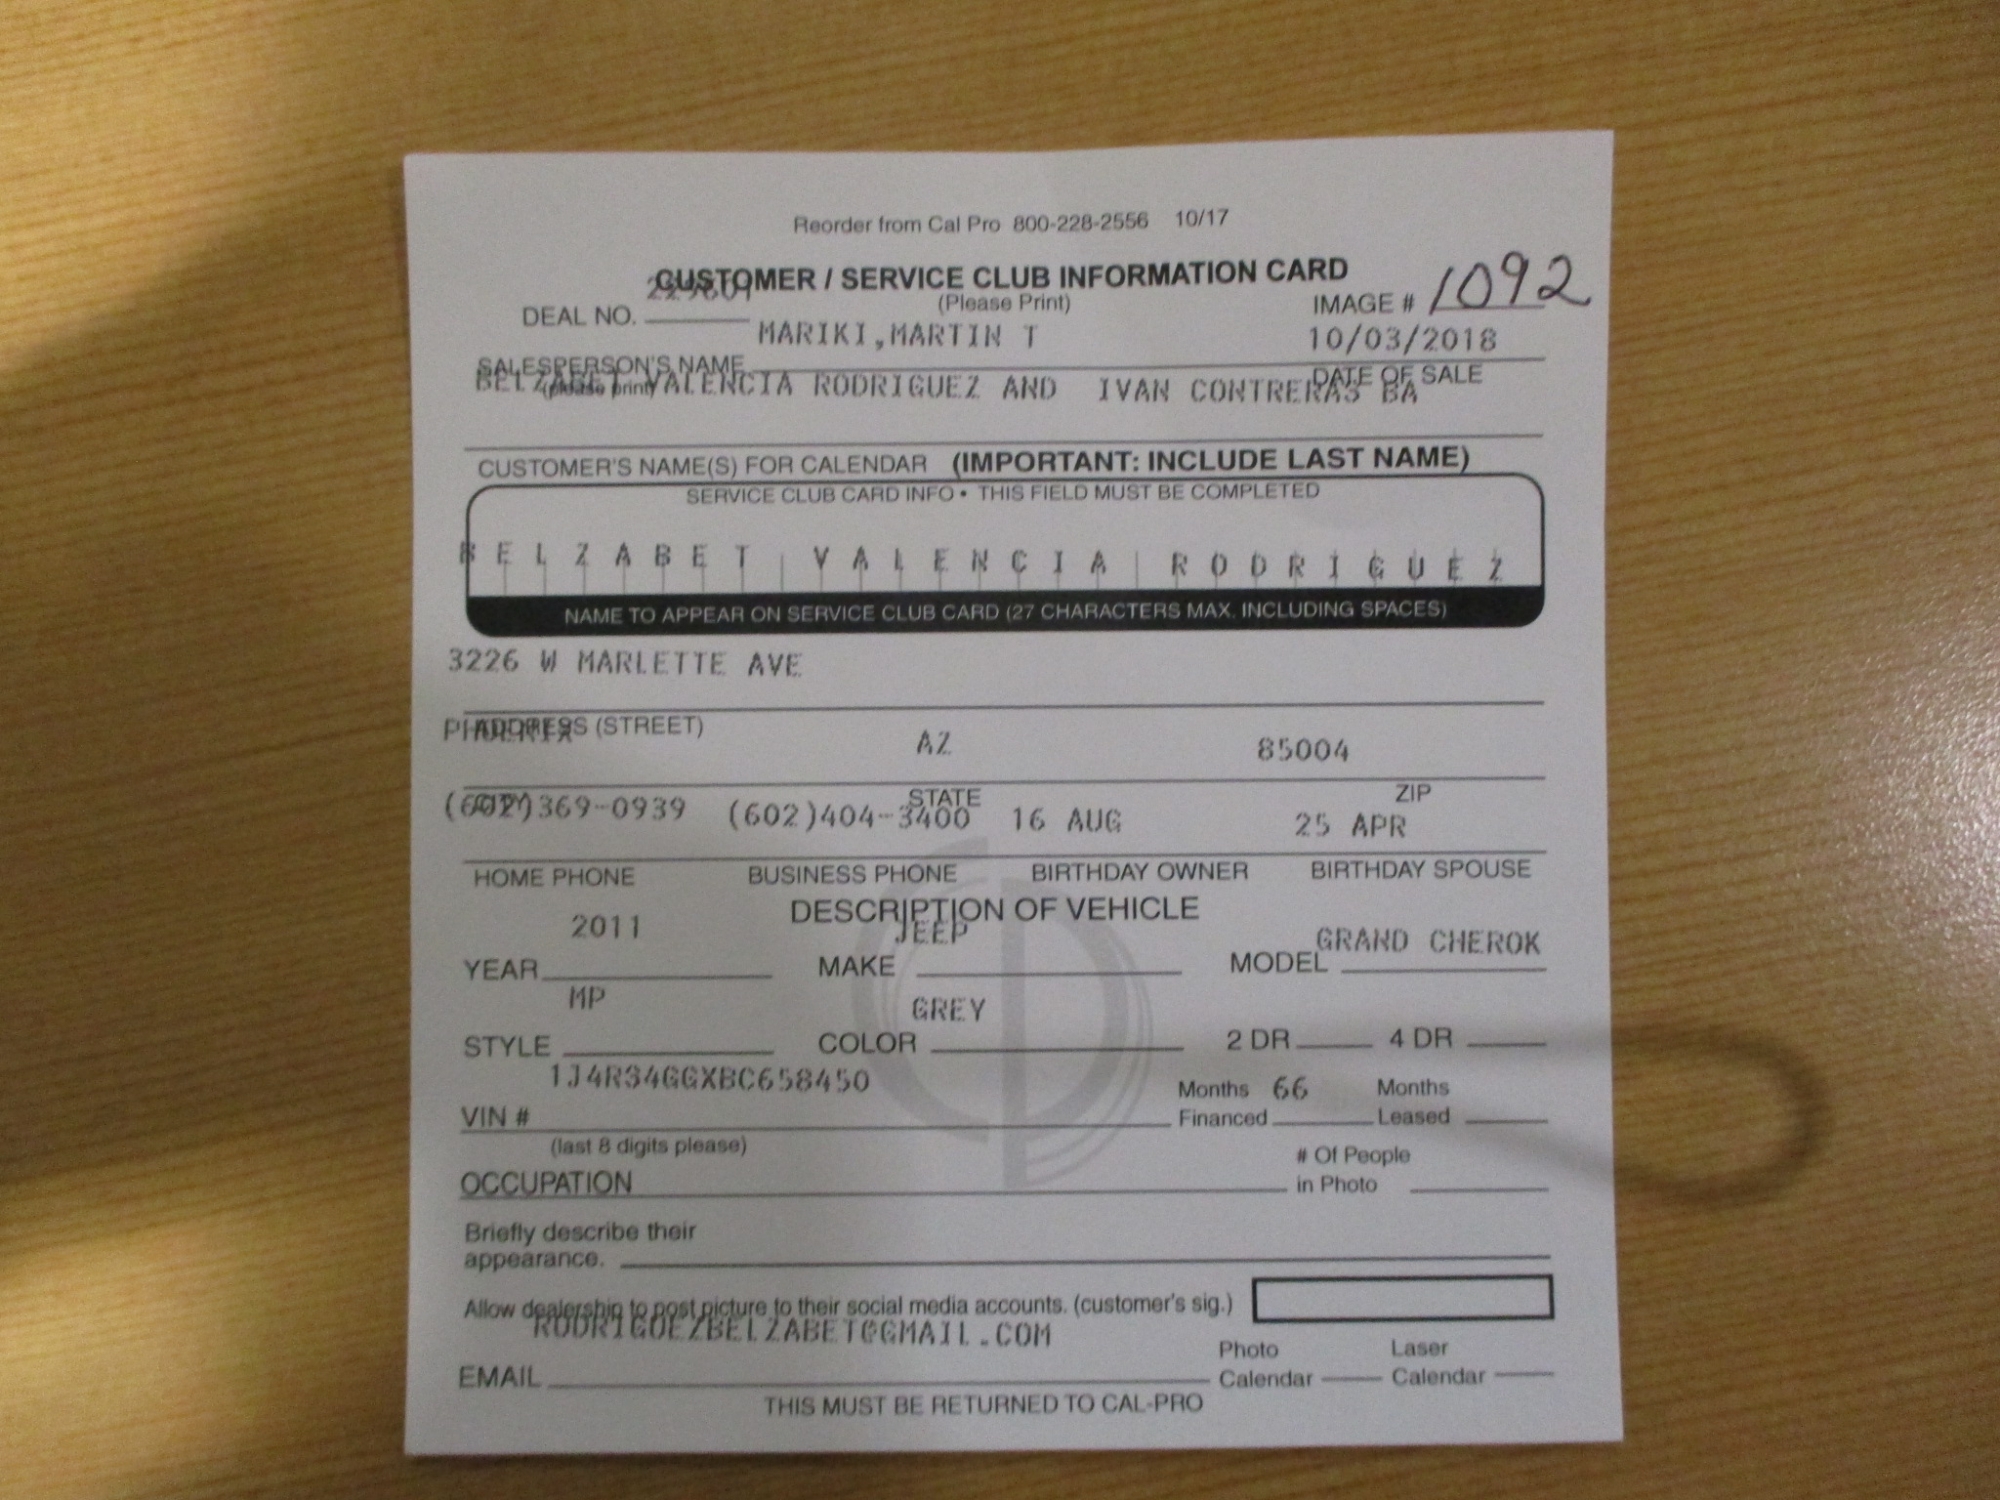 Reorder from Cal Pro 800-228-2556 10/17
CUSTOMER / SERVICE CLUB INFORMATION CARD
(Please Print)
DEAL NO. IMAGE # 1092
MARIKI,MARTIN T 10/03/2018
SALESPERSON'S NAME DATE OF SALE
(please print)
BELZABET VALENCIA RODRIGUEZ AND IVAN CONTRERAS BA
CUSTOMER'S NAME(S) FOR CALENDAR (IMPORTANT: INCLUDE LAST NAME)
SERVICE CLUB CARD INFO • THIS FIELD MUST BE COMPLETED
BELZABET VALENCIA RODRIGUEZ
NAME TO APPEAR ON SERVICE CLUB CARD (27 CHARACTERS MAX. INCLUDING SPACES)
3226 W MARLETTE AVE
ADDRESS (STREET)
PHOENIX AZ 85004
CITY STATE ZIP
(602)369-0939 (602)404-3400 16 AUG 25 APR
HOME PHONE BUSINESS PHONE BIRTHDAY OWNER BIRTHDAY SPOUSE
DESCRIPTION OF VEHICLE
2011 JEEP GRAND CHEROK
YEAR MAKE MODEL
MP GREY
STYLE COLOR 2 DR 4 DR
1J4R34GGXBC658450 Months 66 Months
VIN # Financed Leased
(last 8 digits please)
# Of People
OCCUPATION in Photo
Briefly describe their
appearance.
Allow dealership to post picture to their social media accounts. (customer's sig.)
RODRIGUEZBELZABET@GMAIL.COM
Photo Laser
EMAIL Calendar Calendar
THIS MUST BE RETURNED TO CAL-PRO